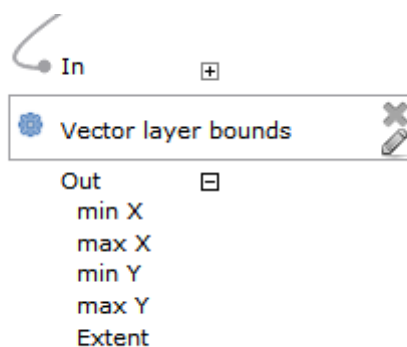 In
Vector layer bounds
Out
min X
max X
min Y
max Y
Extent